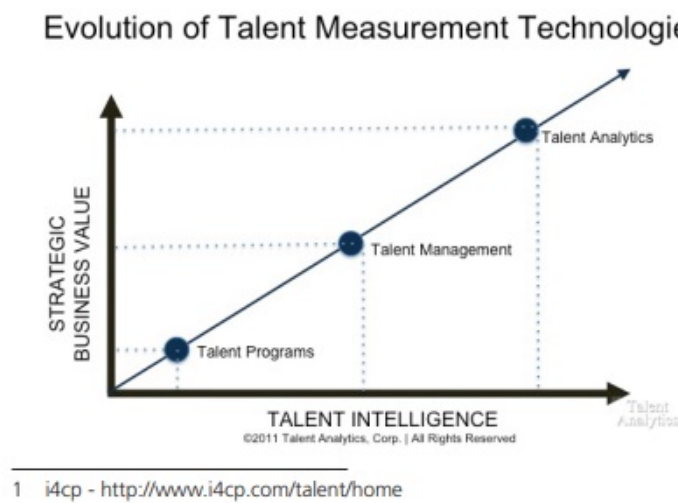 Evolution of Talent Measurement Technologie
STRATEGIC
BUSINESS VALUE
Talent Analytics
Talent Management
Talent Programs
TALENT INTELLIGENCE
©2011 Talent Analytics, Corp. | All Rights Reserved
Talent
Analytics
1 i4cp - http://www.i4cp.com/talent/home